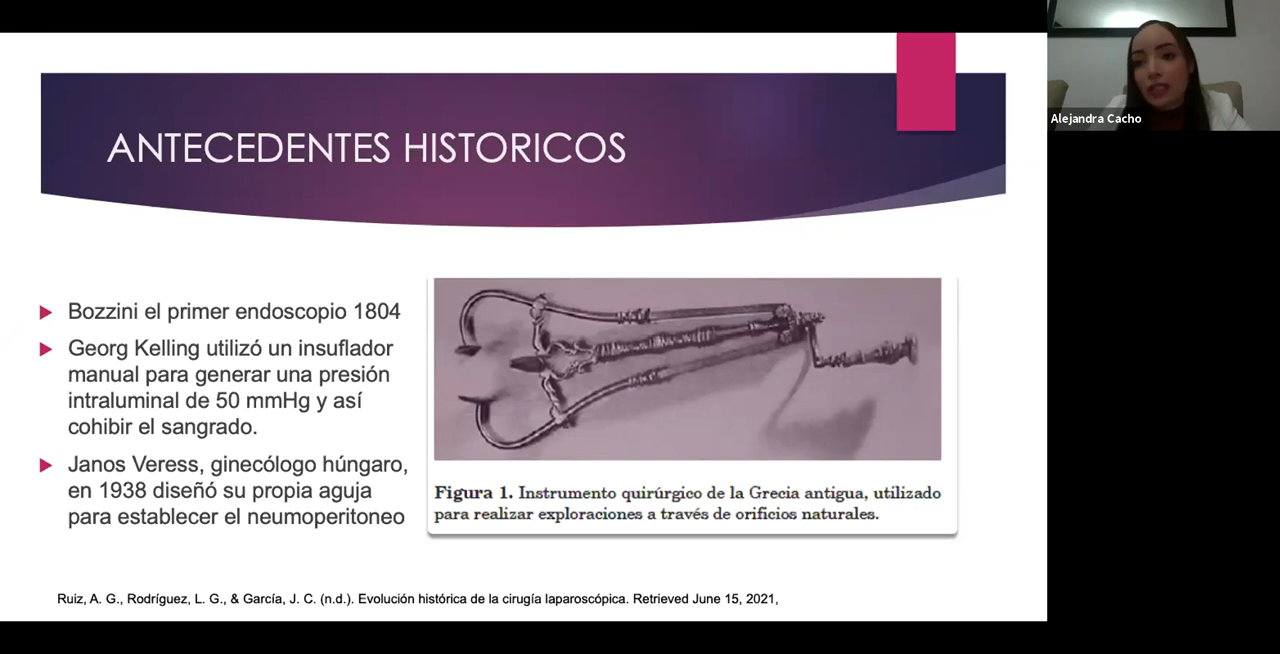 ANTECEDENTES HISTORICOS
Alejandra Cacho
Bozzini el primer endoscopio 1804
Georg Kelling utilizó un insuflador
manual para generar una presión
intraluminal de 50 mmHg y así
cohibir el sangrado.
Janos Veress, ginecólogo húngaro,
en 1938 diseñó su propia aguja
para establecer el neumoperitoneo
Figura 1. Instrumento quirúrgico de la Grecia antigua, utilizado
para realizar exploraciones a través de orificios naturales.
Ruiz, A. G., Rodríguez, L. G., & García, J. C. (n.d.). Evolución histórica de la cirugía laparoscópica. Retrieved June 15, 2021,